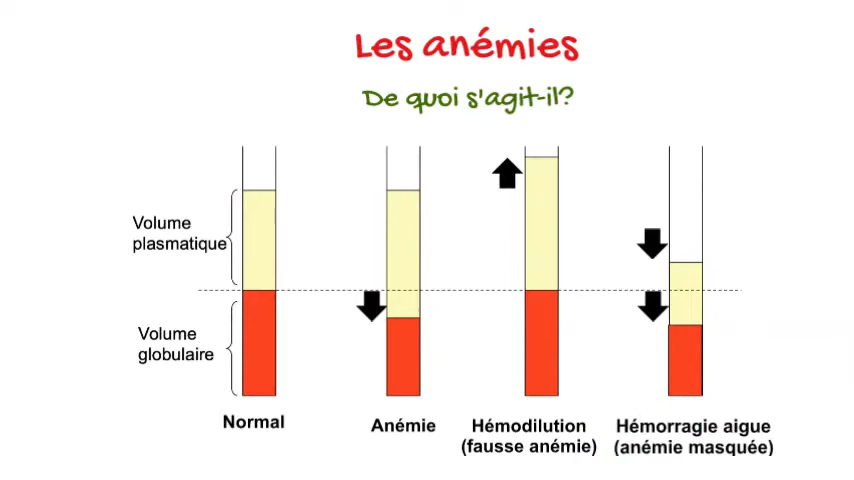 Les anémies
De quoi s'agit-il?
Volume
plasmatique
Volume
globulaire
Normal
Anémie
Hémodilution
(fausse anémie)
Hémorragie aigue
(anémie masquée)